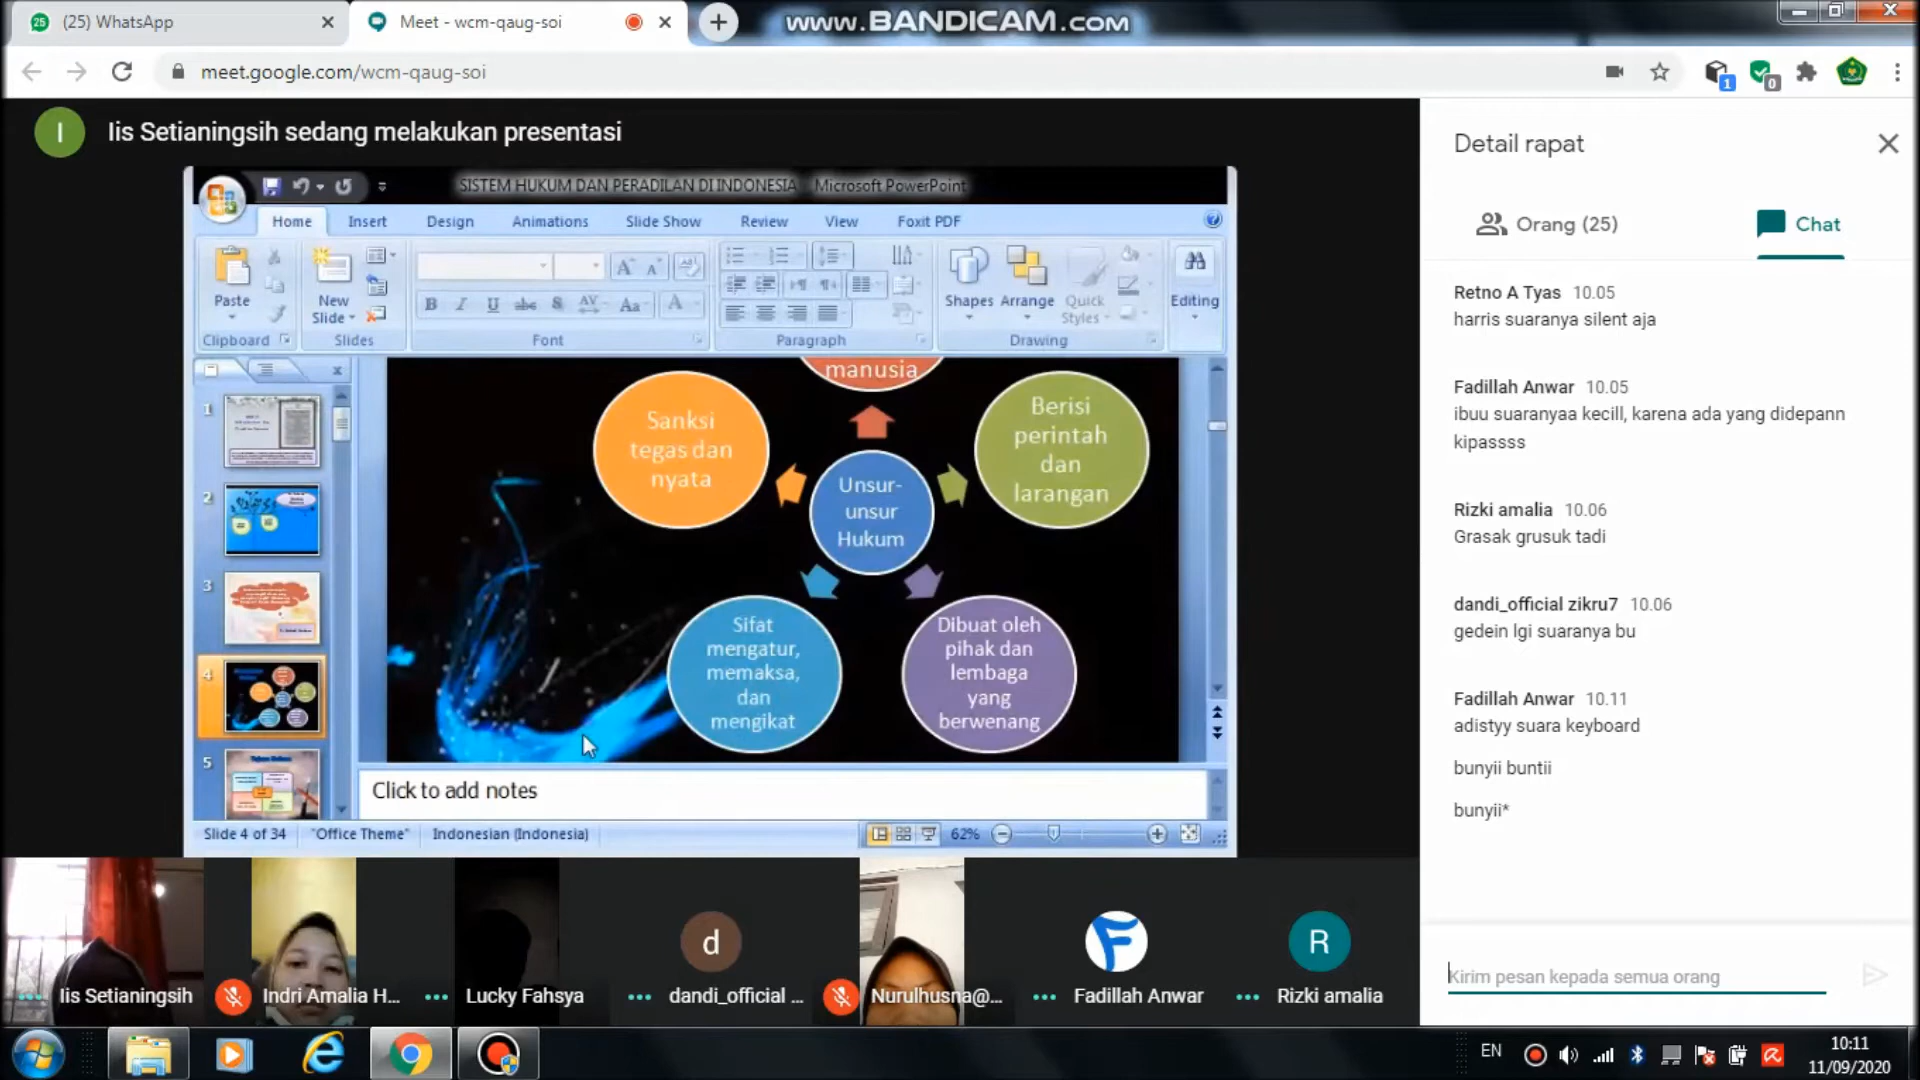 (25) WhatsApp
Meet - wcm-qaug-soi
www.BANDICAM.com
meet.google.com/wcm-qaug-soi
1
0
I
Iis Setianingsih sedang melakukan presentasi
SISTEM HUKUM DAN PERADILAN DI INDONESIA - Microsoft PowerPoint
Home
Insert
Design
Animations
Slide Show
Review
View
Foxit PDF
Paste
New
Slide
Shapes
Arrange
Quick
Styles
Editing
Clipboard
Slides
Font
Paragraph
Drawing
1
2
3
4
5
manusia
Sanksi
tegas dan
nyata
Berisi
perintah
dan
larangan
Unsur-
unsur
Hukum
Sifat
mengatur,
memaksa,
dan
mengikat
Dibuat oleh
pihak dan
lembaga
yang
berwenang
Click to add notes
Slide 4 of 34
"Office Theme"
Indonesian (Indonesia)
62%
Detail rapat
Orang (25)
Chat
Retno A Tyas 10.05
harris suaranya silent aja
Fadillah Anwar 10.05
ibuu suaranyaa kecill, karena ada yang didepann
kipassss
Rizki amalia 10.06
Grasak grusuk tadi
dandi_official zikru7 10.06
gedein lgi suaranya bu
Fadillah Anwar 10.11
adistyy suara keyboard
bunyii buntii
bunyii*
Kirim pesan kepada semua orang
Iis Setianingsih
Indri Amalia H...
Lucky Fahsya
d
dandi_official ...
Nurulhusna@...
F
Fadillah Anwar
R
Rizki amalia
EN
10:11
11/09/2020